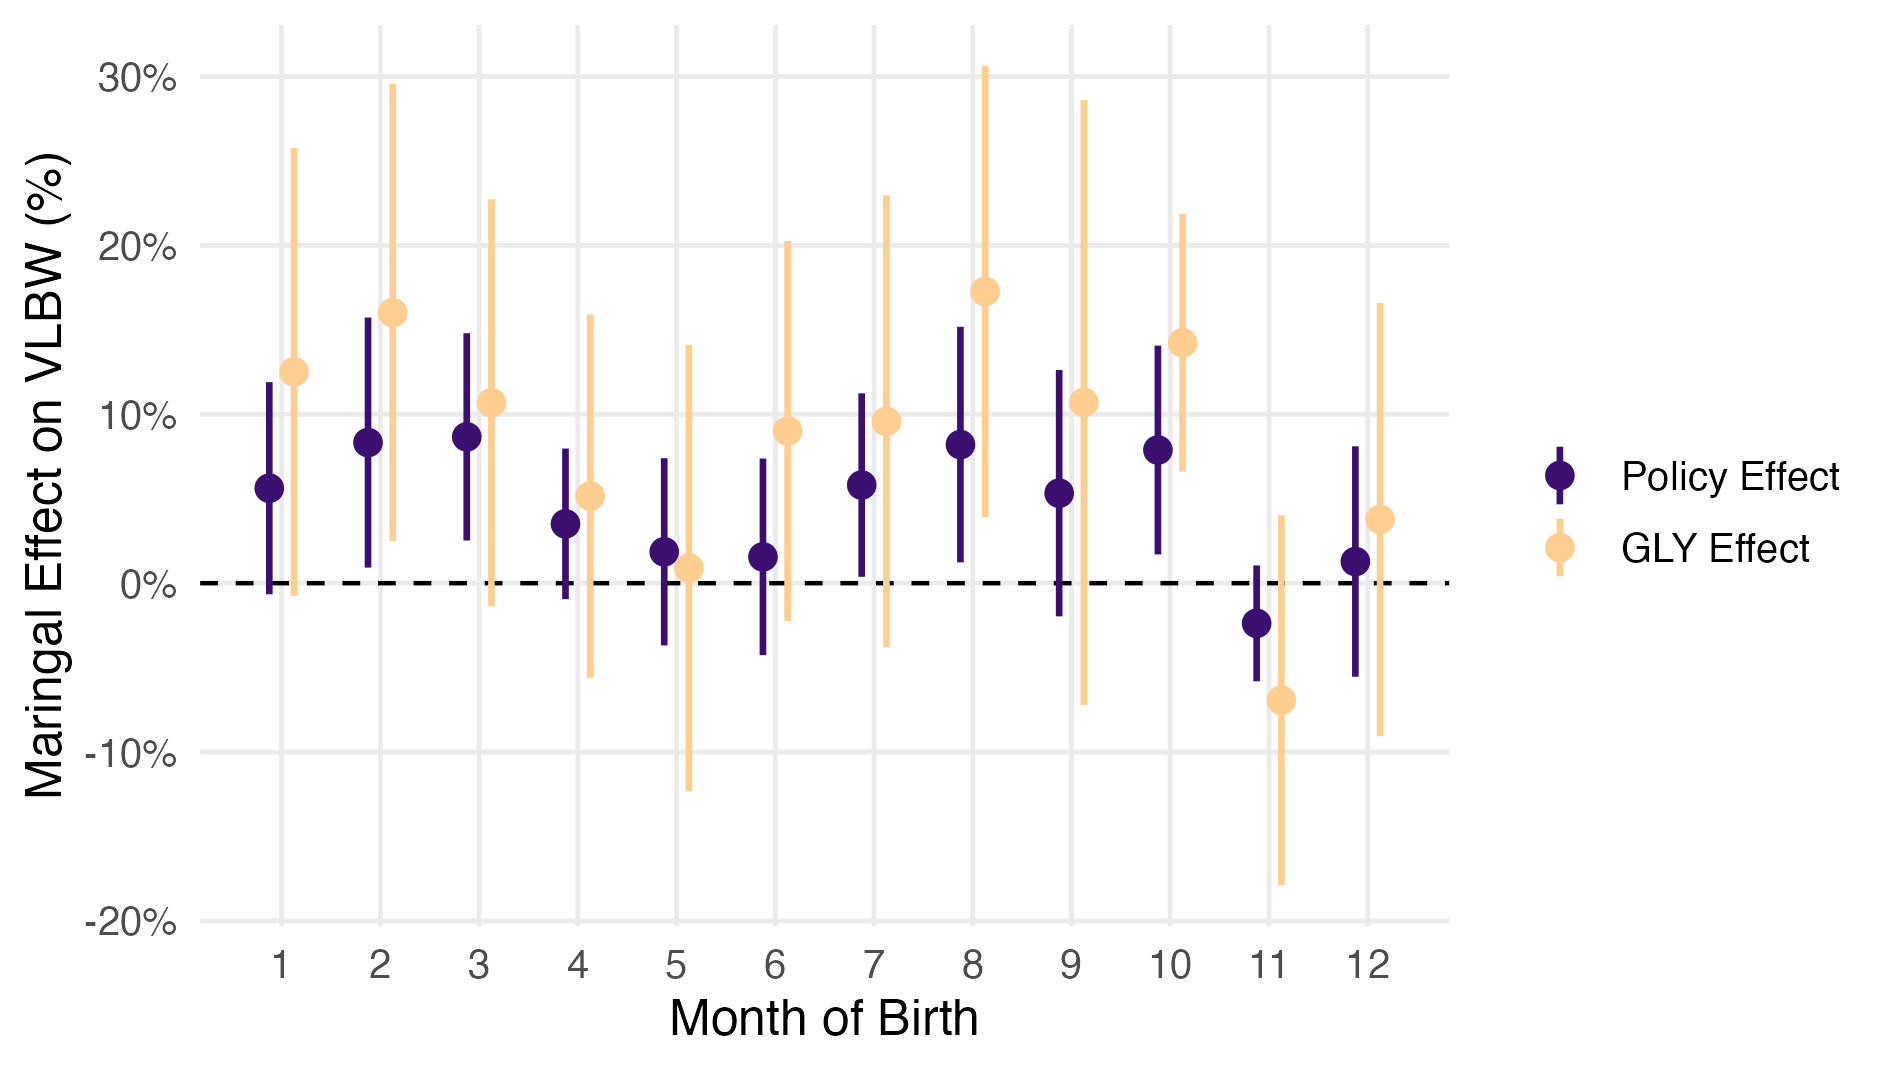 Maringal Effect on VLBW (%)
30%
20%
10%
0%
-10%
-20%
1 2 3 4 5 6 7 8 9 10 11 12
Month of Birth
Policy Effect
GLY Effect